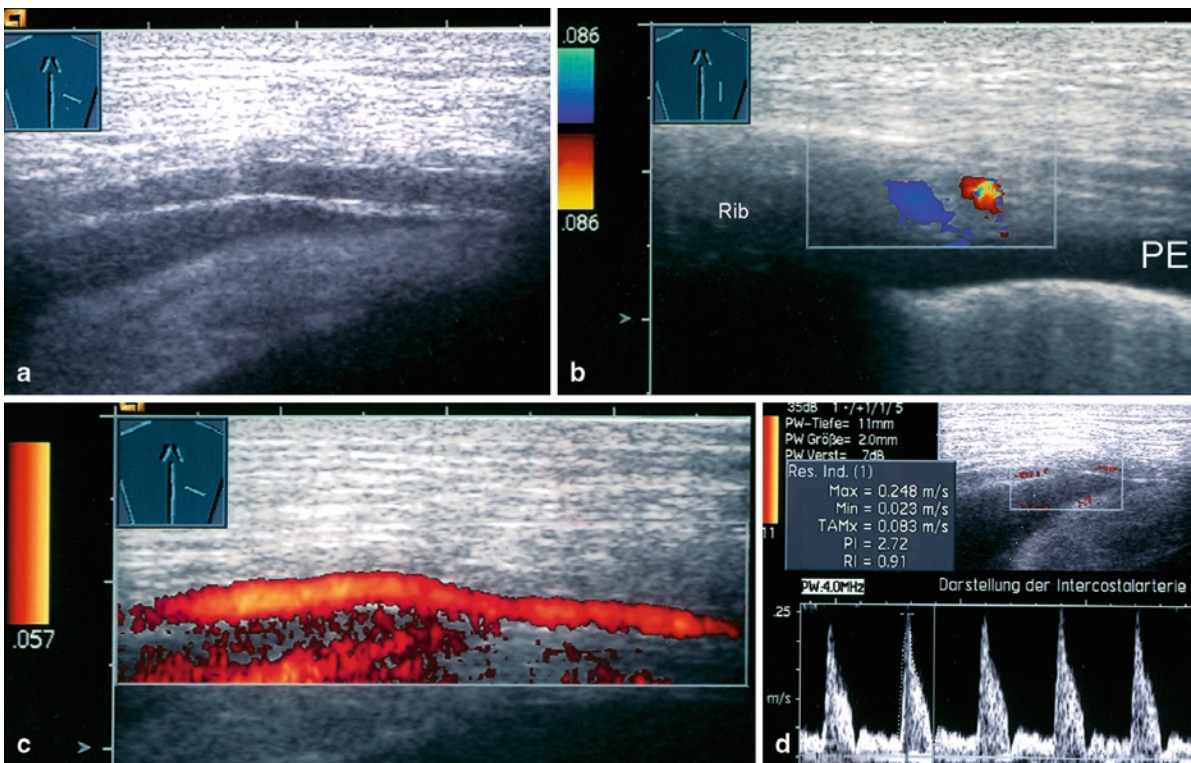 a
.086
.086
Rib
PE
b
.057
c
35dB 1 ·/+1/1/5
PW-Tiefe= 11mm
PW Größe= 2.0mm
PW Verst= 7dB
Res. Ind. (1)
Max = 0.248 m/s
Min = 0.023 m/s
TAMx = 0.083 m/s
PI = 2.72
RI = 0.91
11
PW:4.0MHz
Darstellung der Intercostalarterie
.25
m/s
d